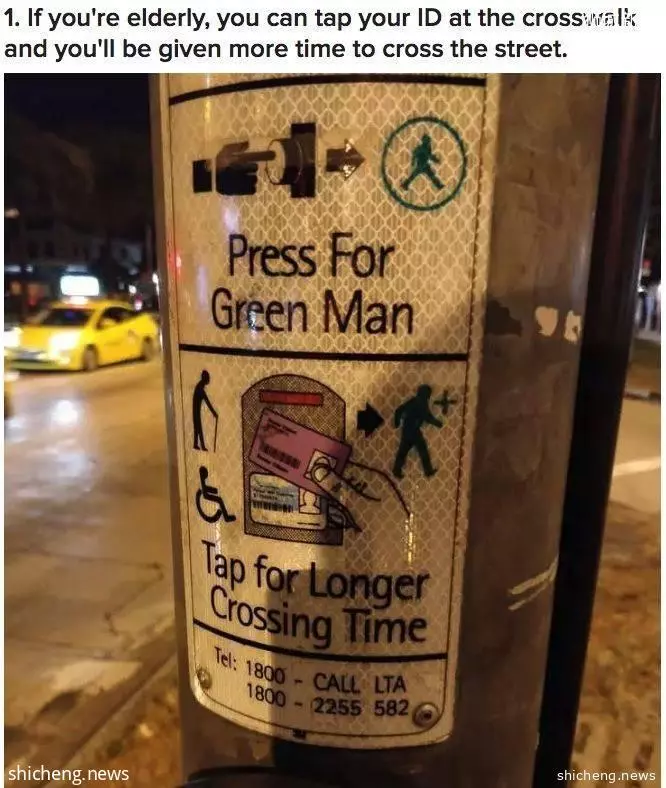 1. If you're elderly, you can tap your ID at the crosswalk
and you'll be given more time to cross the street.
Press For
Green Man
Tap for Longer
Crossing Time
Tel: 1800 - CALL LTA
1800 - 2255 582
shicheng.news
shicheng.news